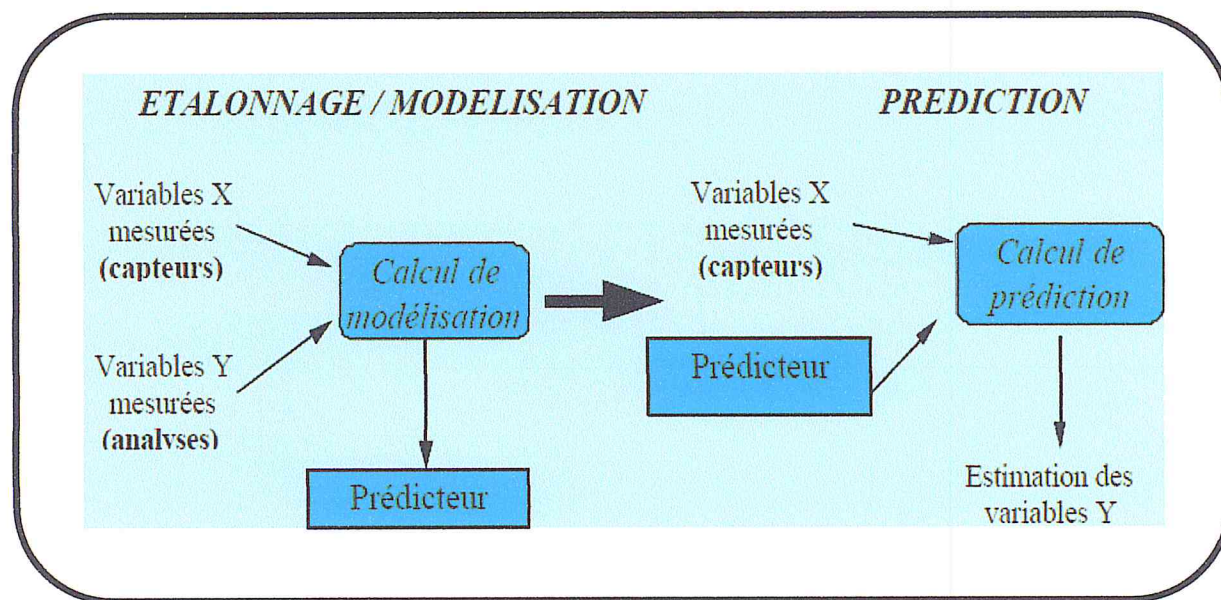 ETALONNAGE / MODELISATION
Variables X
mesurées
(capteurs)
Calcul de
modélisation
Variables Y
mesurées
(analyses)
Prédicteur
PREDICTION
Variables X
mesurées
(capteurs)
Calcul de
prédiction
Prédicteur
Estimation des
variables Y